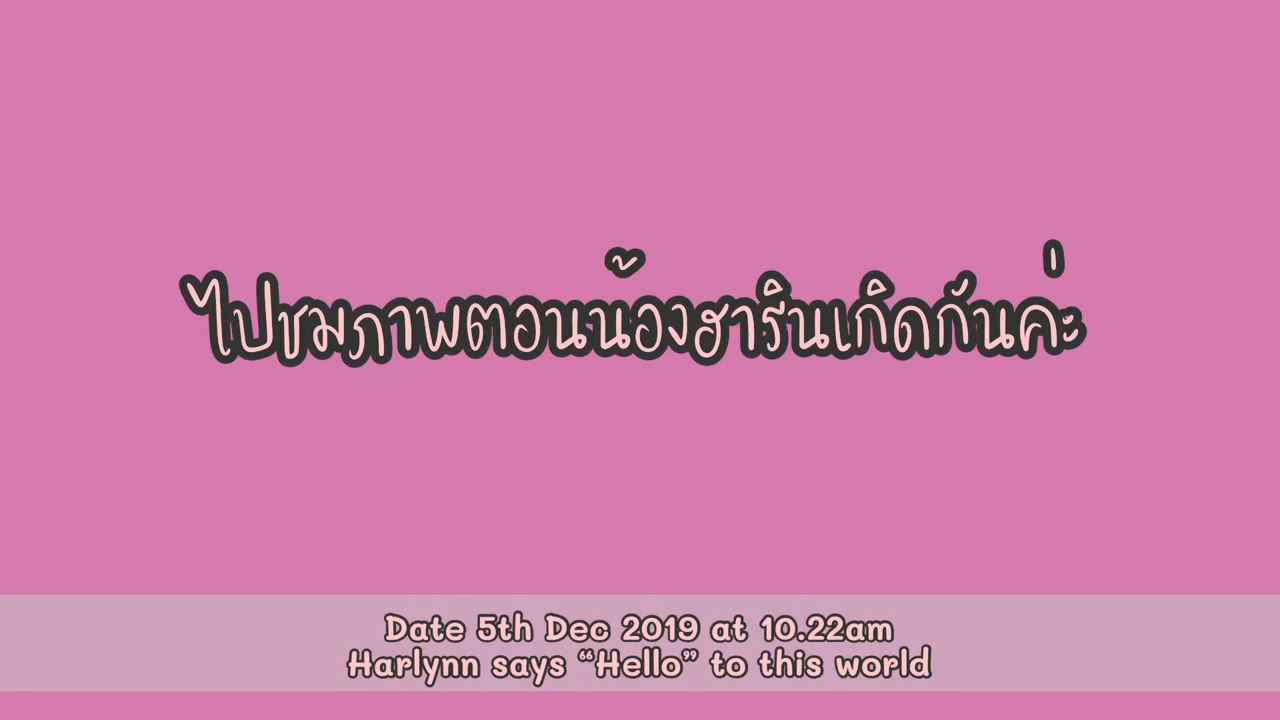 ไปชมภาพตอนน้องฮารินเกิดกันค่ะ
Date 5th Dec 2019 at 10.22am
Harlynn says “Hello” to this world